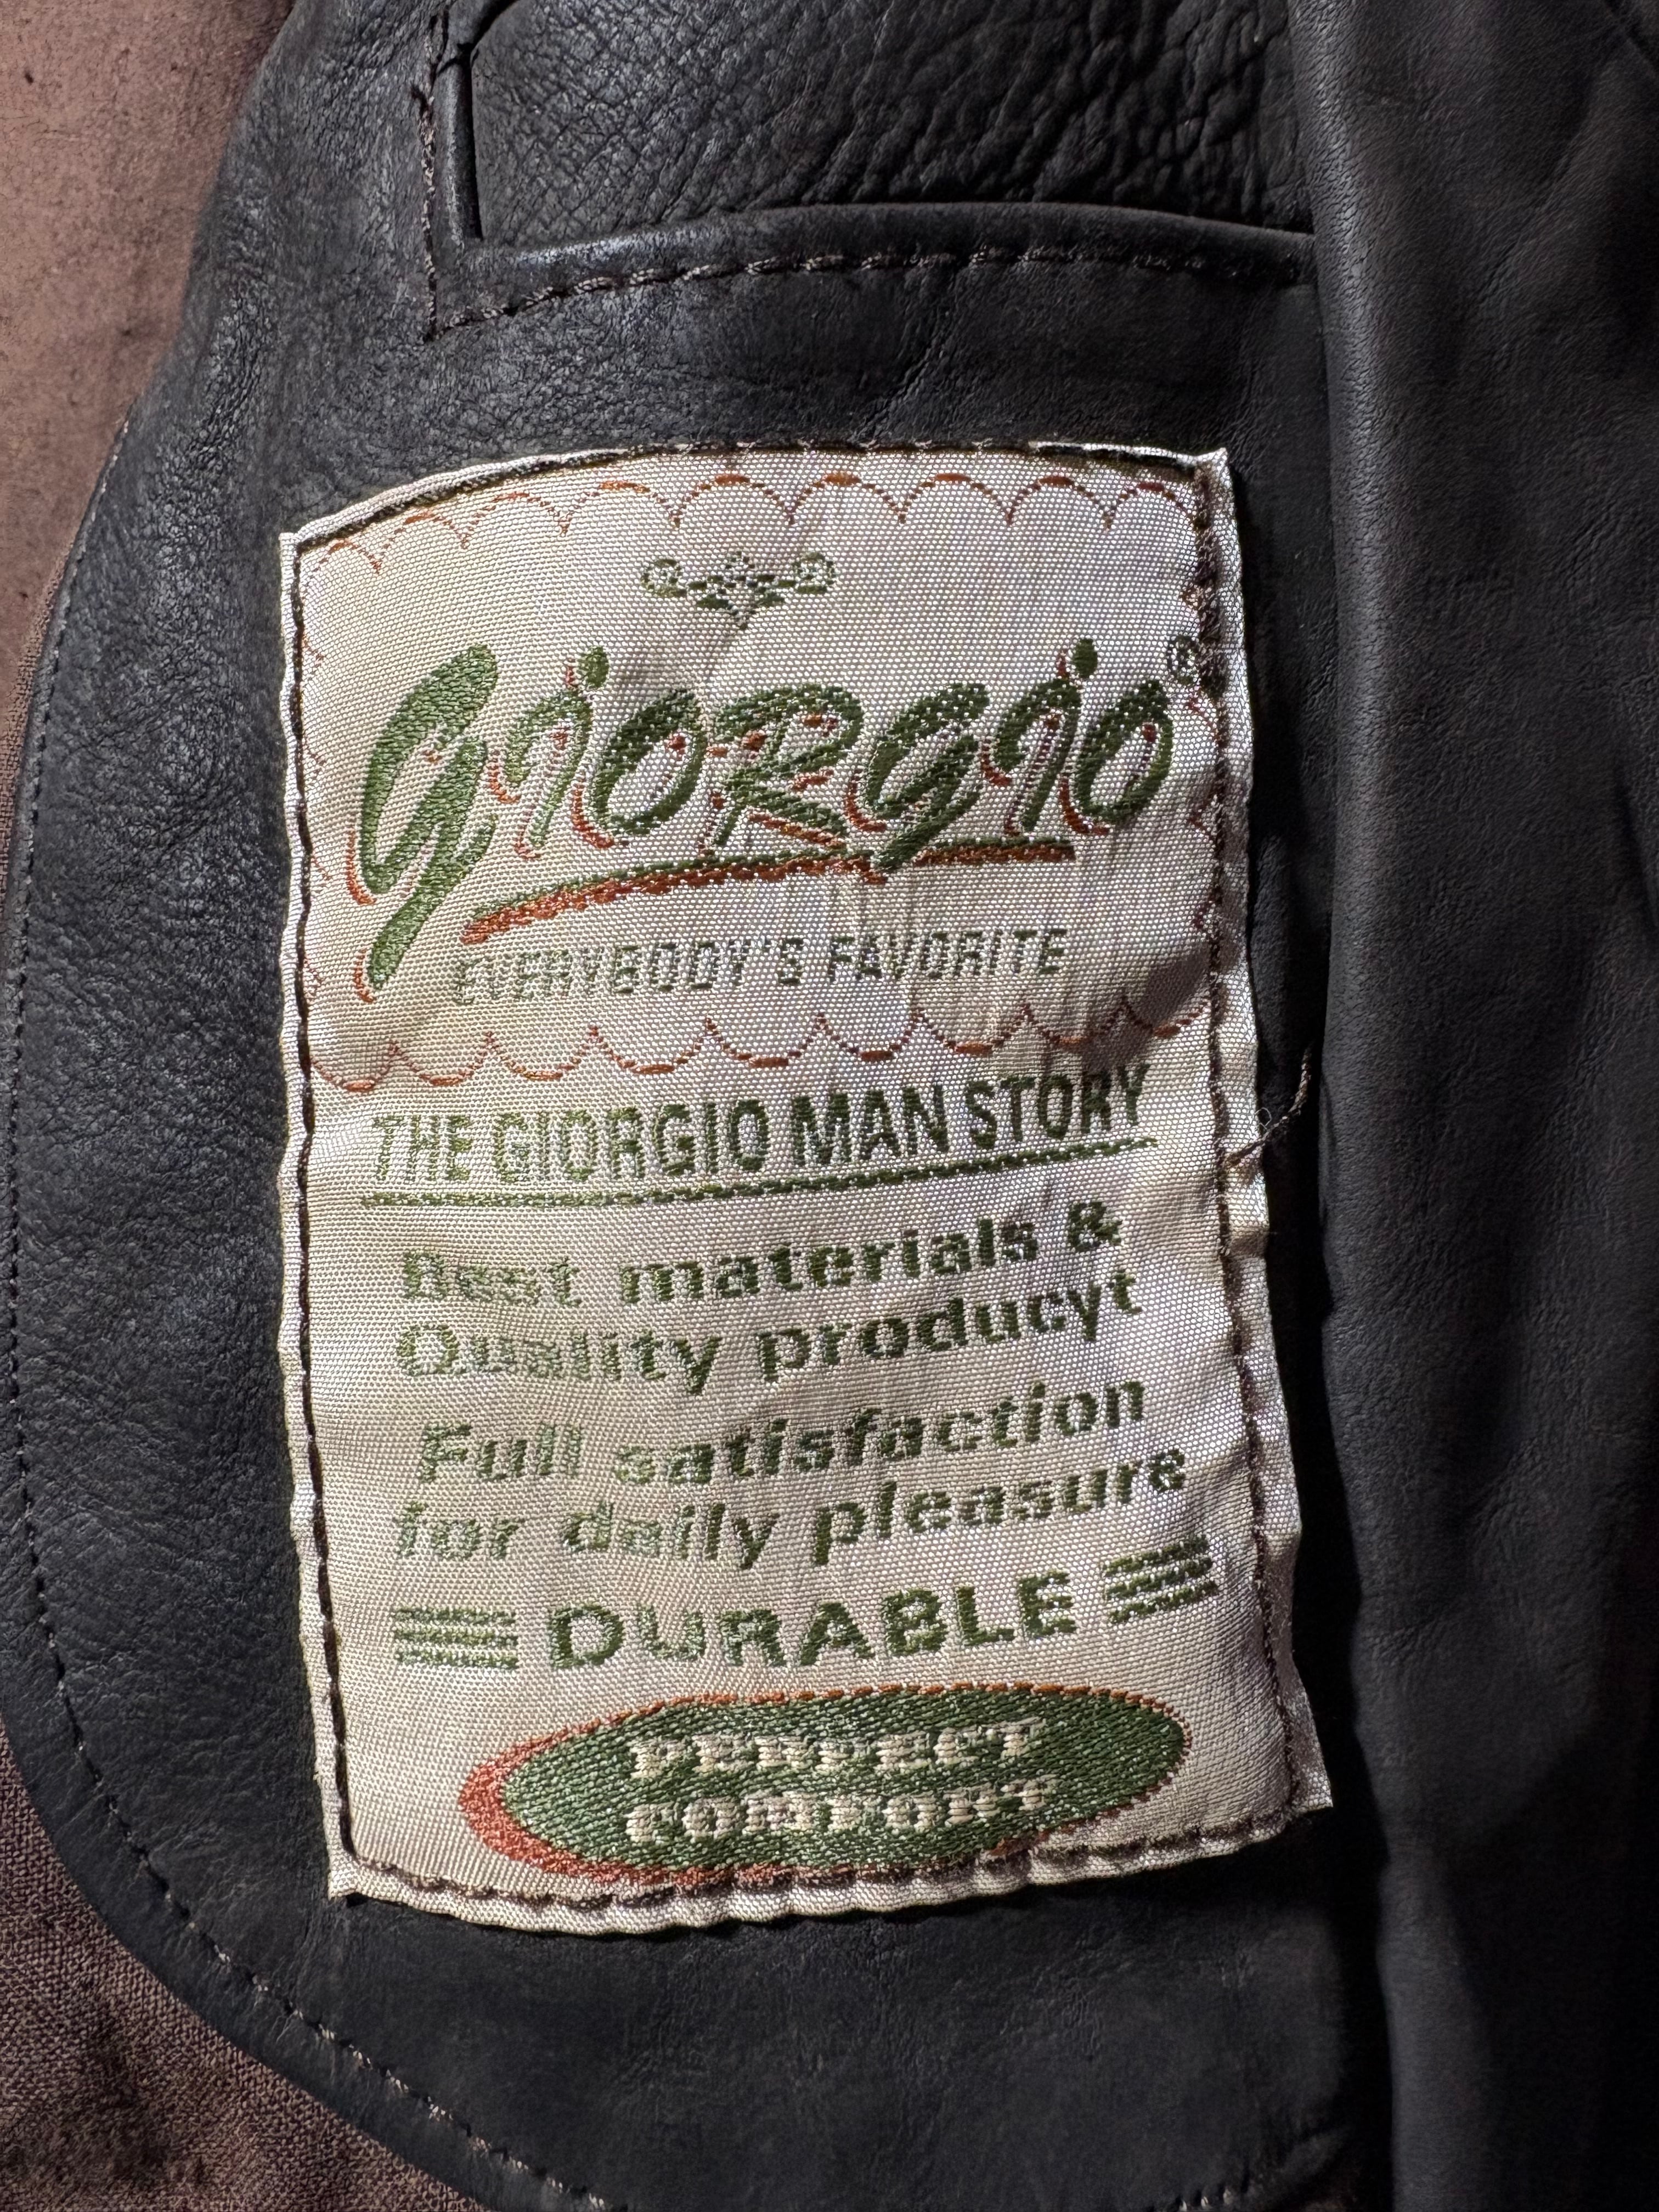 giORgio®
EVERYBODY'S FAVORITE
THE GIORGIO MAN STORY
Best materials &
Quality producyt
Full satisfaction
for daily pleasure
DURABLE
PERFECT
COMFORT